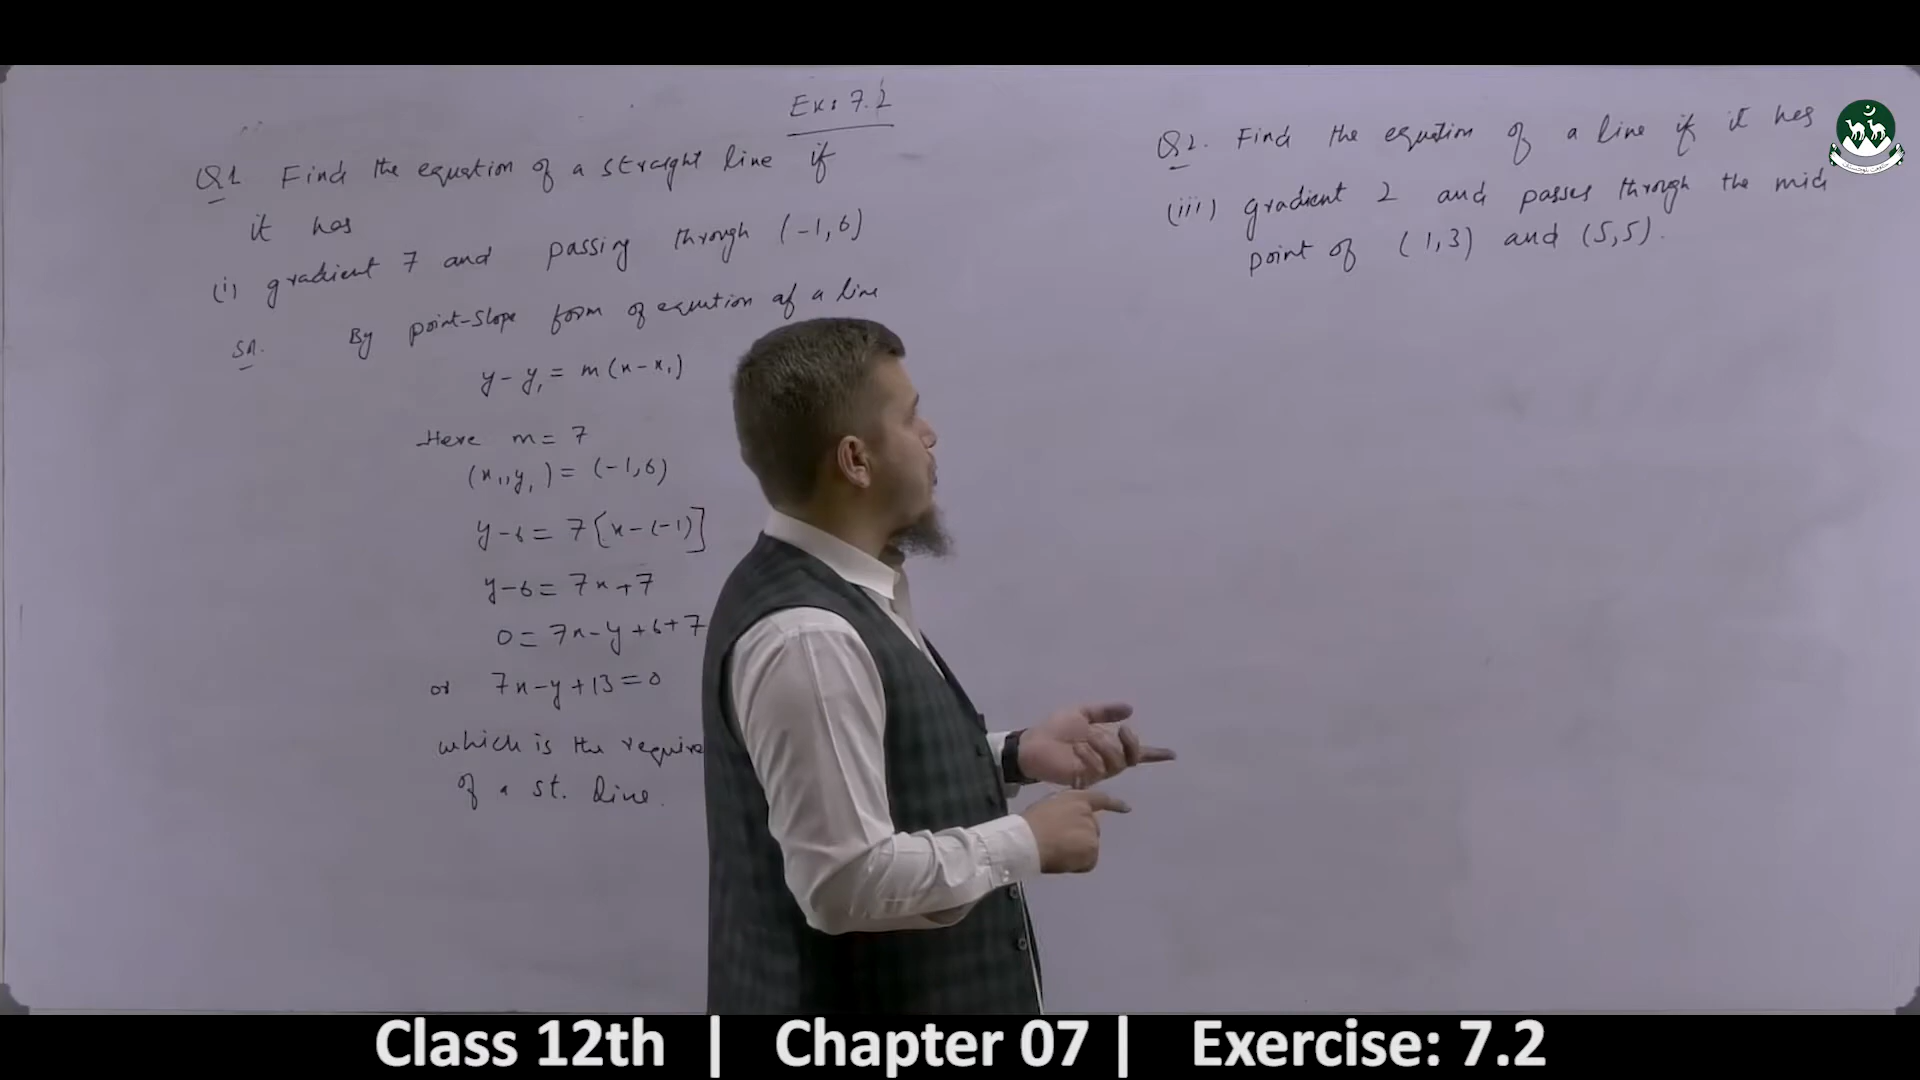 Ex: 7.2
Q1 Find the equation of a straight line if
it has
(i) gradient 7 and passing through (-1,6)
Sol. By point-slope form of equation of a line
y - y₁ = m(x - x₁)
Here m = 7
(x₁, y₁) = (-1,6)
y - 6 = 7[x - (-1)]
y - 6 = 7x + 7
0 = 7x - y + 6 + 7
or 7x - y + 13 = 0
which is the require
of a st. line.
Q2. Find the equation of a line if it has
(iii) gradient 2 and passes through the mid
point of (1,3) and (5,5).
Class 12th | Chapter 07 | Exercise: 7.2